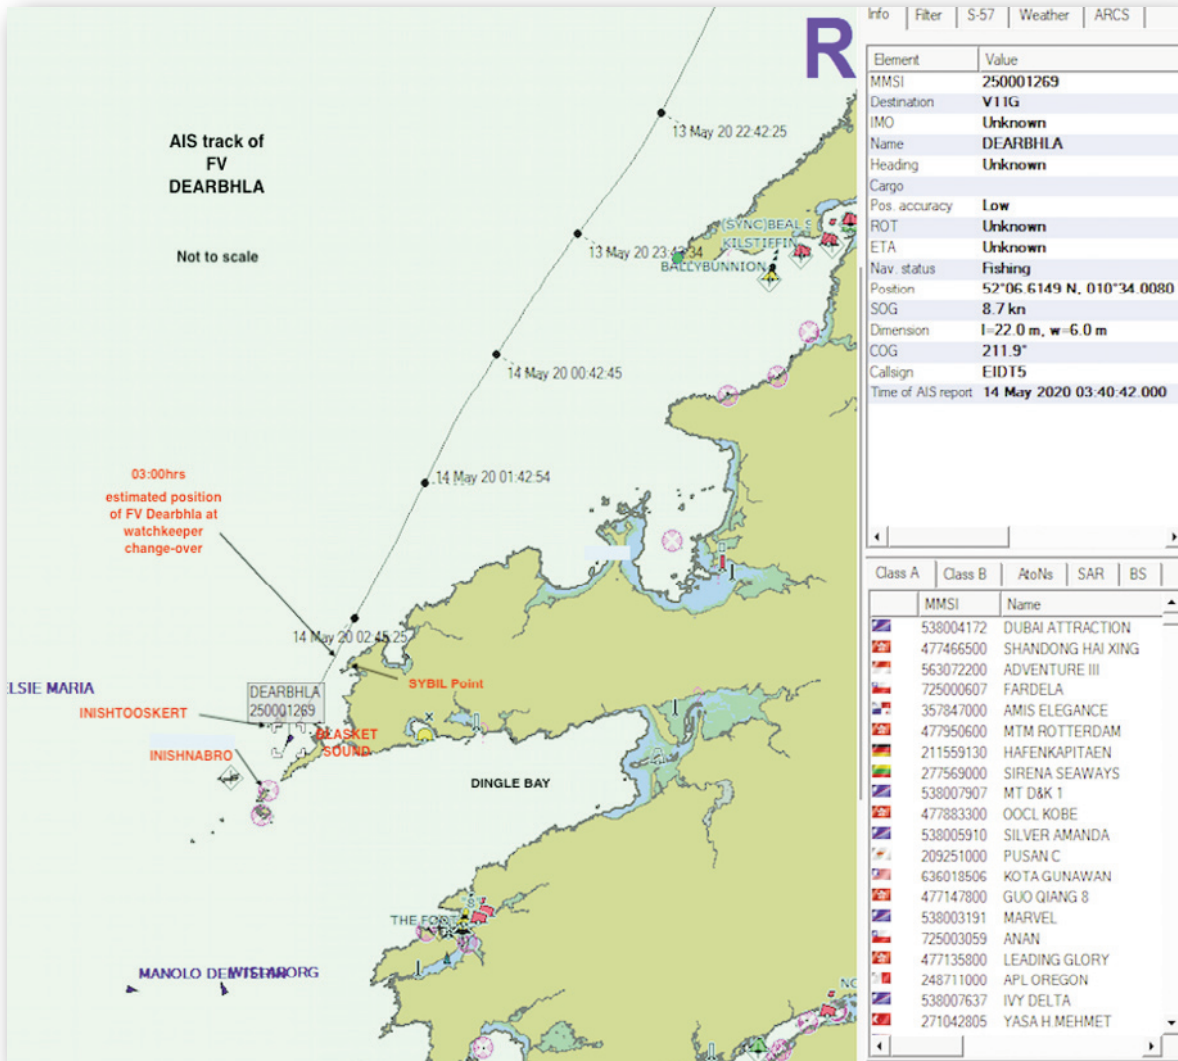 R
AIS track of
FV
DEARBHLA
Not to scale
13 May 20 22:42:25
13 May 20 23:42:34
(SYNC)BEAL S
KILSTIFFIN
BALLYBUNNION
14 May 20 00:42:45
14 May 20 01:42:54
03:00hrs
estimated position
of FV Dearbhla at
watchkeeper
change-over
14 May 20 02:45:25
SYBIL Point
ELSIE MARIA
DEARBHLA
250001269
INISHTOOSKERT
BLASKET
SOUND
INISHNABRO
DINGLE BAY
"8"
THE FOOT
MANOLO
NO
Info Filter S-57 Weather ARCS
Element Value
MMSI 250001269
Destination V11G
IMO Unknown
Name DEARBHLA
Heading Unknown
Cargo
Pos. accuracy Low
ROT Unknown
ETA Unknown
Nav. status Fishing
Position 52°06.6149 N, 010°34.0080
SOG 8.7 kn
Dimension l=22.0 m, w=6.0 m
COG 211.9°
Callsign EIDT5
Time of AIS report 14 May 2020 03:40:42.000
Class A Class B AtoNs SAR BS
MMSI Name
538004172 DUBAI ATTRACTION
477466500 SHANDONG HAI XING
563072200 ADVENTURE III
725000607 FARDELA
357847000 AMIS ELEGANCE
477950600 MTM ROTTERDAM
211559130 HAFENKAPITAEN
277569000 SIRENA SEAWAYS
538007907 MT D&K 1
477883300 OOCL KOBE
538005910 SILVER AMANDA
209251000 PUSAN C
636018506 KOTA GUNAWAN
477147800 GUO QIANG 8
538003191 MARVEL
725003059 ANAN
477135800 LEADING GLORY
248711000 APL OREGON
538007637 IVY DELTA
271042805 YASA H.MEHMET